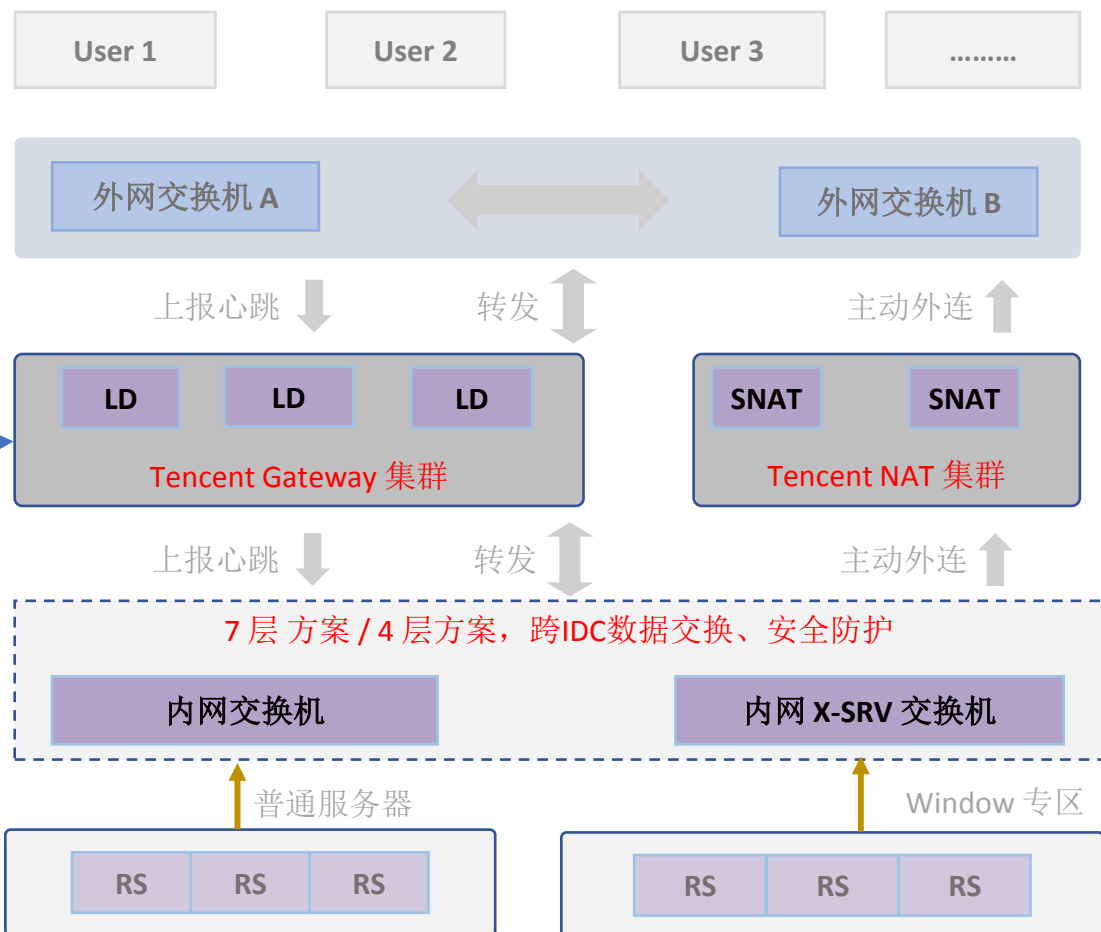 User 1
User 2
User 3
………
外网交换机 A
外网交换机 B
上报心跳
转发
主动外连
LD
LD
LD
SNAT
SNAT
Tencent Gateway 集群
Tencent NAT 集群
上报心跳
转发
主动外连
7 层 方案 / 4 层方案，跨IDC数据交换、安全防护
内网交换机
内网 X-SRV 交换机
普通服务器
Window 专区
RS
RS
RS
RS
RS
RS